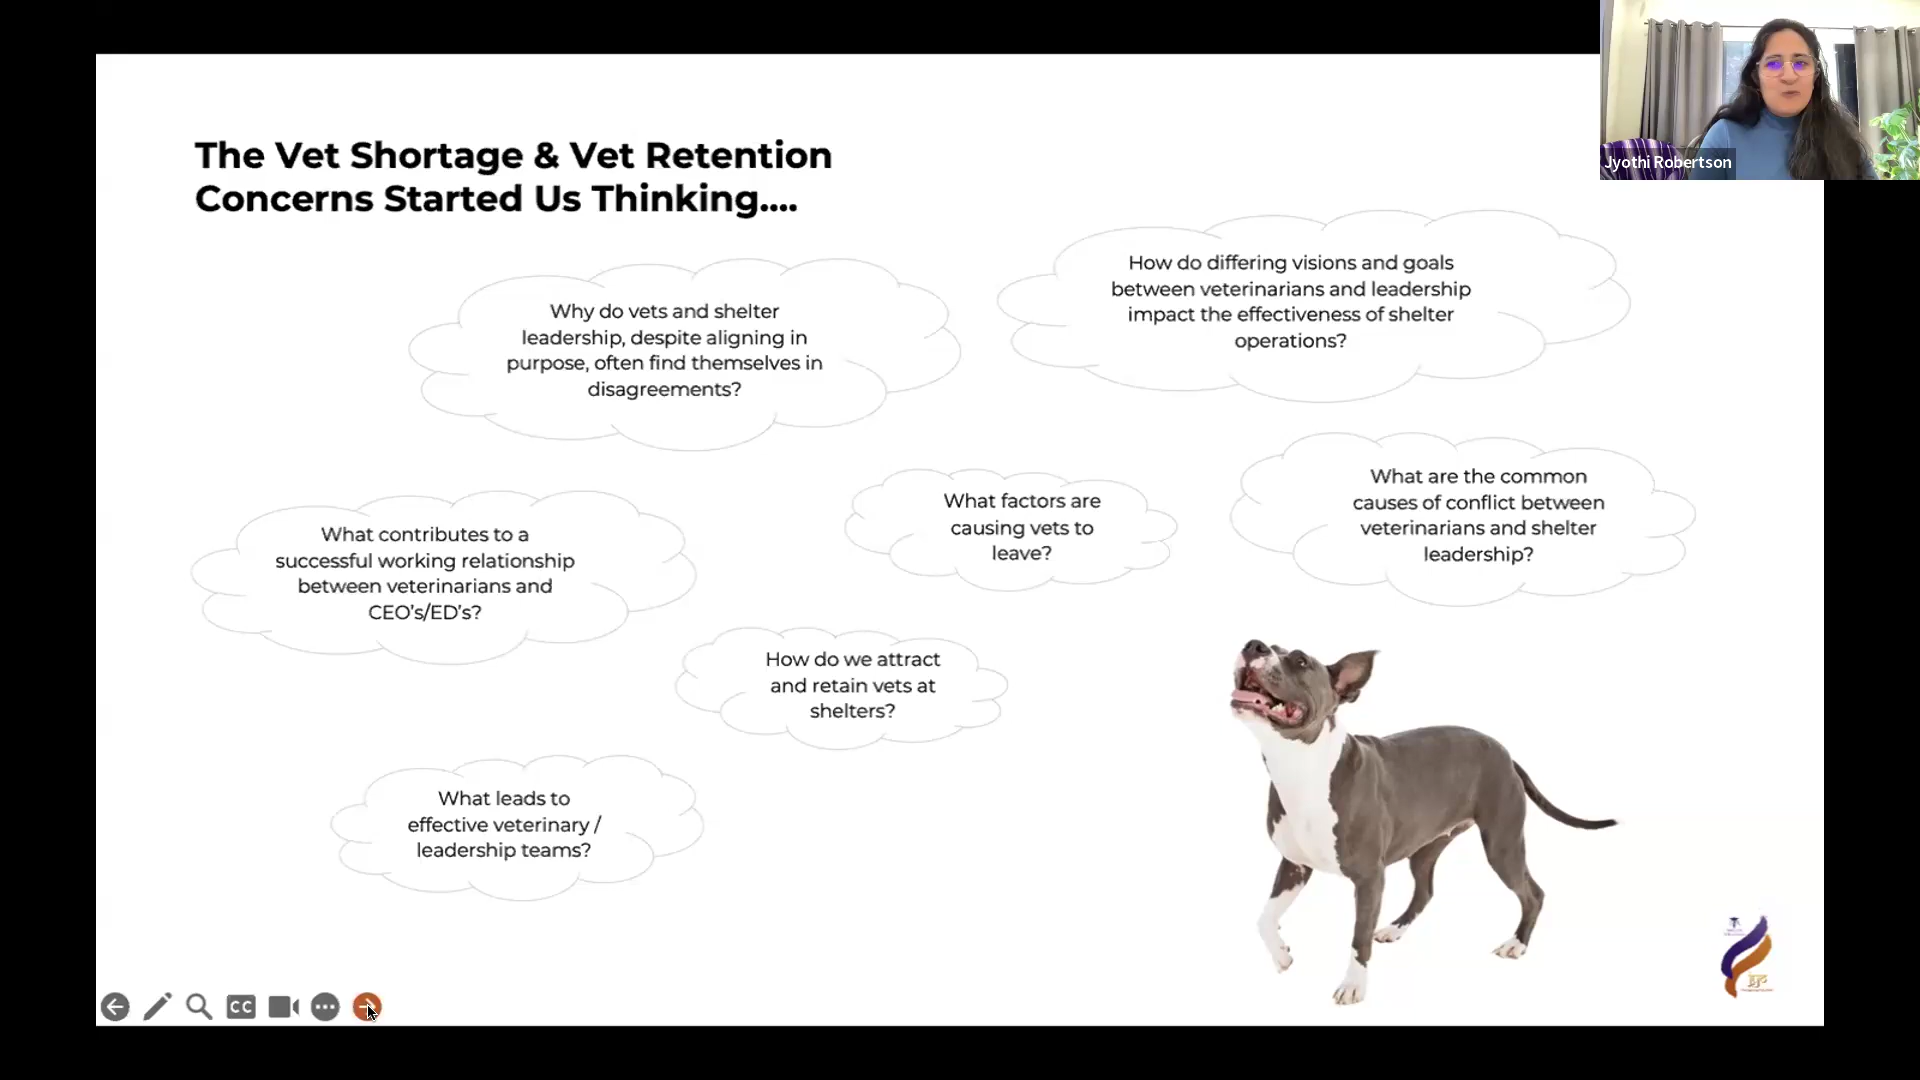 Jyothi Robertson
The Vet Shortage & Vet Retention
Concerns Started Us Thinking....
Why do vets and shelter
leadership, despite aligning in
purpose, often find themselves in
disagreements?
How do differing visions and goals
between veterinarians and leadership
impact the effectiveness of shelter
operations?
What contributes to a
successful working relationship
between veterinarians and
CEO's/ED's?
What factors are
causing vets to
leave?
What are the common
causes of conflict between
veterinarians and shelter
leadership?
How do we attract
and retain vets at
shelters?
What leads to
effective veterinary /
leadership teams?
CC